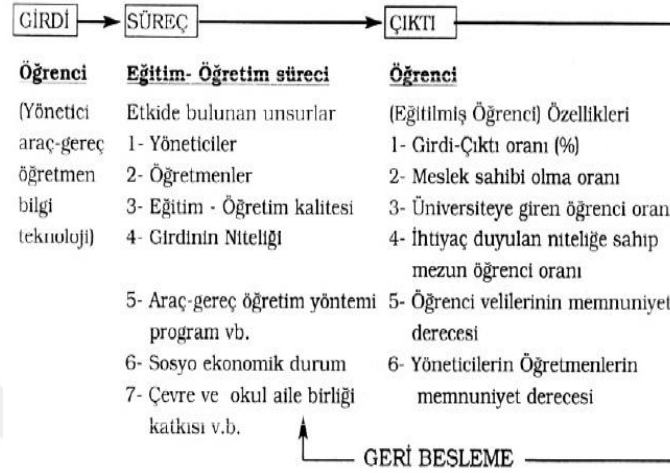 GİRDİ
SÜREÇ
ÇIKTI
Öğrenci
(Yönetici
araç-gereç
öğretmen
bilgi
teknoloji)
Eğitim- Öğretim süreci
Etkide bulunan unsurlar
1- Yöneticiler
2- Öğretmenler
3- Eğitim - Öğretim kalitesi
4- Girdinin Niteliği
5- Araç-gereç öğretim yöntemi
program vb.
6- Sosyo ekonomik durum
7- Çevre ve okul aile birliği
katkısı v.b.
Öğrenci
(Eğitilmiş Öğrenci) Özellikleri
1- Girdi-Çıktı oranı (%)
2- Meslek sahibi olma oranı
3- Üniversiteye giren öğrenci oran
4- İhtiyaç duyulan niteliğe sahip
mezun öğrenci oranı
5- Öğrenci velilerinin memnuniyet
derecesi
6- Yöneticilerin Öğretmenlerin
memnuniyet derecesi
GERİ BESLEME